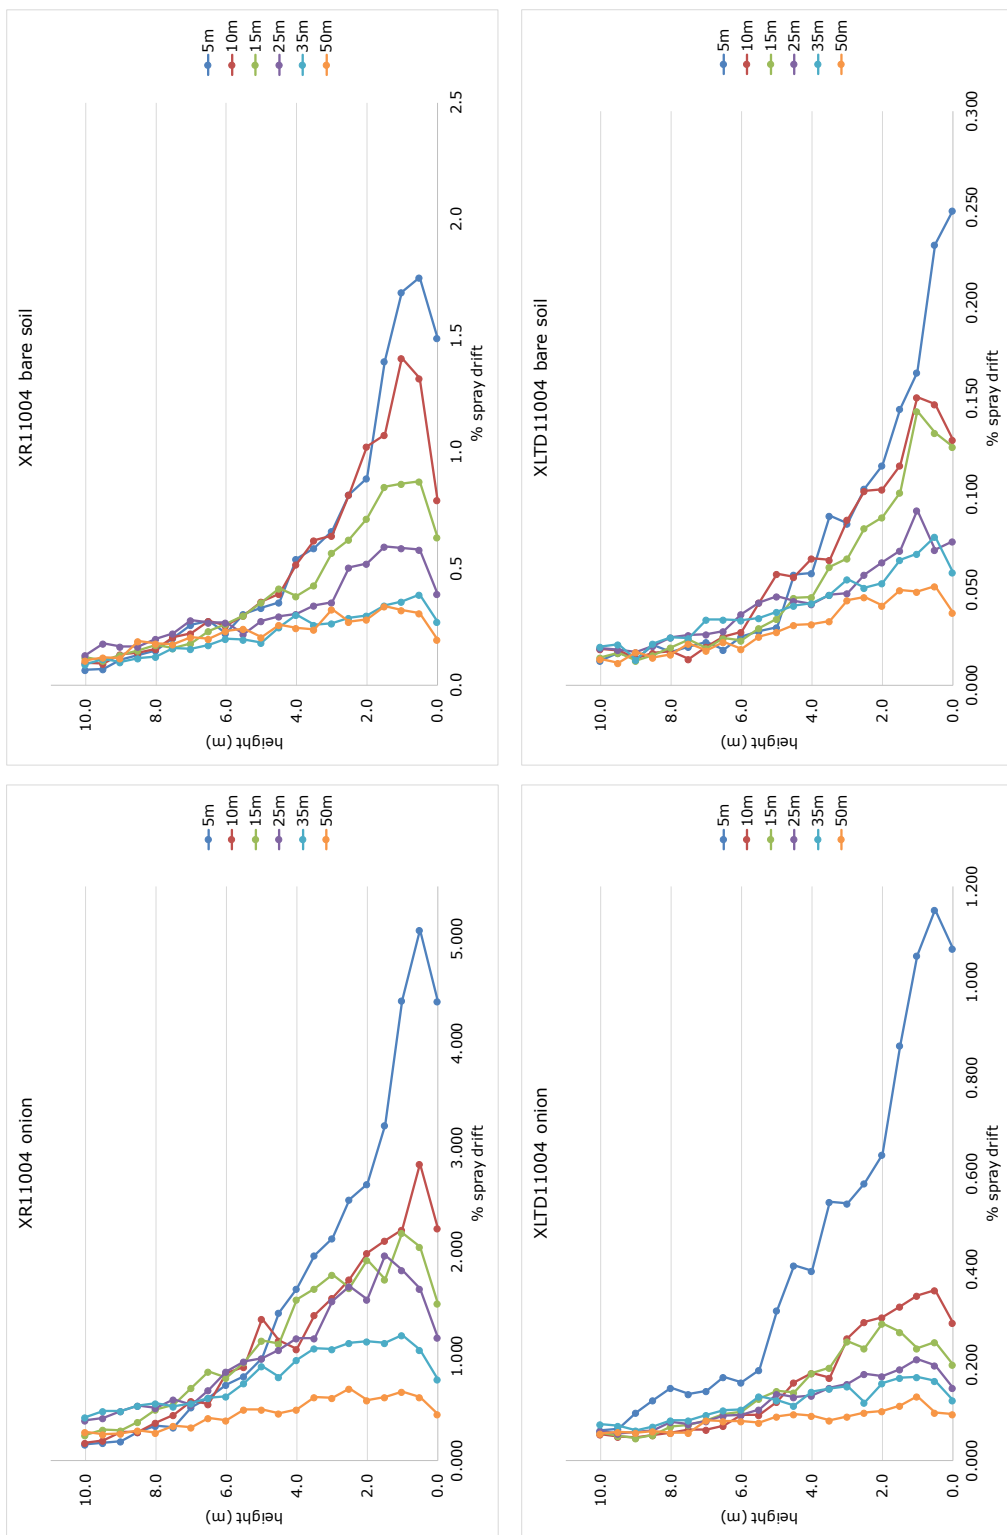 XR11004 onion
height (m)
10.0
8.0
6.0
4.0
2.0
0.0
0.000 1.000 2.000 3.000 4.000 5.000
% spray drift
5m
10m
15m
25m
35m
50m
XR11004 bare soil
height (m)
10.0
8.0
6.0
4.0
2.0
0.0
0.0 0.5 1.0 1.5 2.0 2.5
% spray drift
5m
10m
15m
25m
35m
50m
XLTD11004 onion
height (m)
10.0
8.0
6.0
4.0
2.0
0.0
0.000 0.200 0.400 0.600 0.800 1.000 1.200
% spray drift
5m
10m
15m
25m
35m
50m
XLTD11004 bare soil
height (m)
10.0
8.0
6.0
4.0
2.0
0.0
0.000 0.050 0.100 0.150 0.200 0.250 0.300
% spray drift
5m
10m
15m
25m
35m
50m